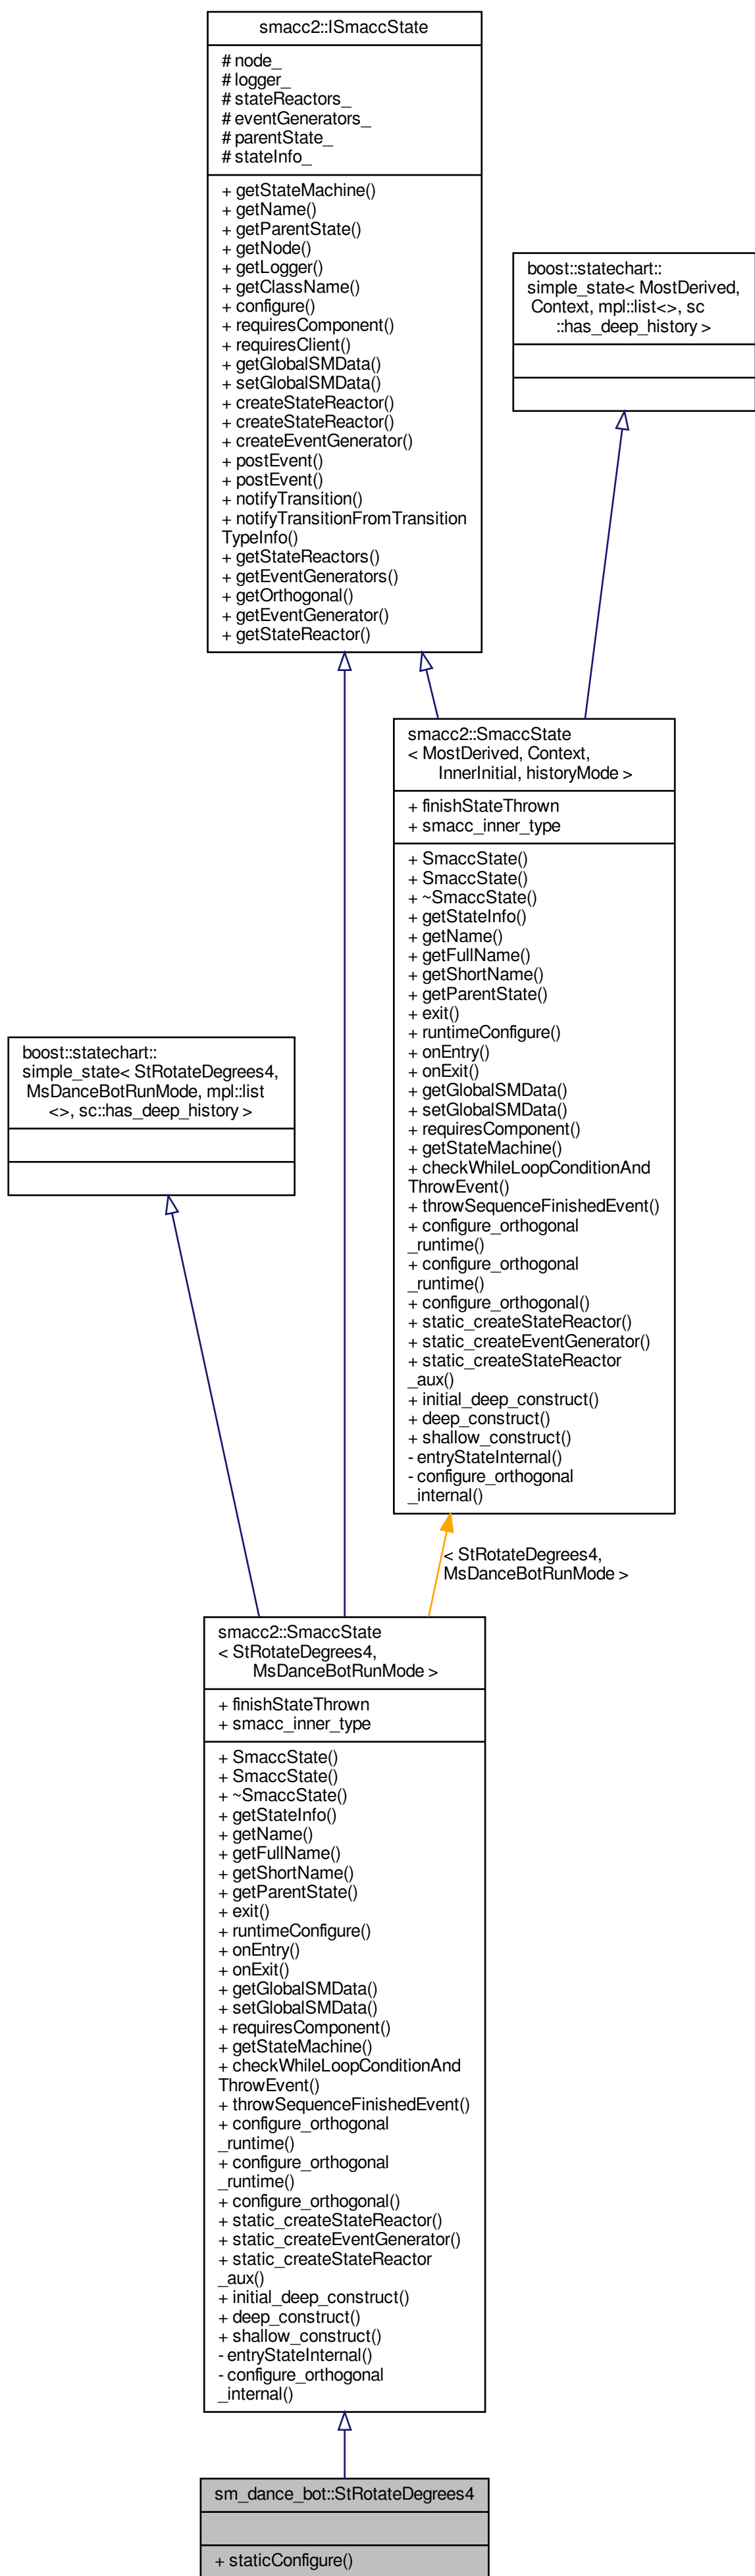 smacc2::ISmaccState
# node_
# logger_
# stateReactors_
# eventGenerators_
# parentState_
# stateInfo_
+ getStateMachine()
+ getName()
+ getParentState()
+ getNode()
+ getLogger()
+ getClassName()
+ configure()
+ requiresComponent()
+ requiresClient()
+ getGlobalSMData()
+ setGlobalSMData()
+ createStateReactor()
+ createStateReactor()
+ createEventGenerator()
+ postEvent()
+ postEvent()
+ notifyTransition()
+ notifyTransitionFromTransition
TypeInfo()
+ getStateReactors()
+ getEventGenerators()
+ getOrthogonal()
+ getEventGenerator()
+ getStateReactor()
boost::statechart::
simple_state< MostDerived,
Context, mpl::list<>, sc
::has_deep_history >
smacc2::SmaccState
< MostDerived, Context,
InnerInitial, historyMode >
+ finishStateThrown
+ smacc_inner_type
+ SmaccState()
+ SmaccState()
+ ~SmaccState()
+ getStateInfo()
+ getName()
+ getFullName()
+ getShortName()
+ getParentState()
+ exit()
+ runtimeConfigure()
+ onEntry()
+ onExit()
+ getGlobalSMData()
+ setGlobalSMData()
+ requiresComponent()
+ getStateMachine()
+ checkWhileLoopConditionAnd
ThrowEvent()
+ throwSequenceFinishedEvent()
+ configure_orthogonal
_runtime()
+ configure_orthogonal
_runtime()
+ configure_orthogonal()
+ static_createStateReactor()
+ static_createEventGenerator()
+ static_createStateReactor
_aux()
+ initial_deep_construct()
+ deep_construct()
+ shallow_construct()
- entryStateInternal()
- configure_orthogonal
_internal()
boost::statechart::
simple_state< StRotateDegrees4,
MsDanceBotRunMode, mpl::list
<>, sc::has_deep_history >
< StRotateDegrees4,
MsDanceBotRunMode >
smacc2::SmaccState
< StRotateDegrees4,
MsDanceBotRunMode >
+ finishStateThrown
+ smacc_inner_type
+ SmaccState()
+ SmaccState()
+ ~SmaccState()
+ getStateInfo()
+ getName()
+ getFullName()
+ getShortName()
+ getParentState()
+ exit()
+ runtimeConfigure()
+ onEntry()
+ onExit()
+ getGlobalSMData()
+ setGlobalSMData()
+ requiresComponent()
+ getStateMachine()
+ checkWhileLoopConditionAnd
ThrowEvent()
+ throwSequenceFinishedEvent()
+ configure_orthogonal
_runtime()
+ configure_orthogonal
_runtime()
+ configure_orthogonal()
+ static_createStateReactor()
+ static_createEventGenerator()
+ static_createStateReactor
_aux()
+ initial_deep_construct()
+ deep_construct()
+ shallow_construct()
- entryStateInternal()
- configure_orthogonal
_internal()
sm_dance_bot::StRotateDegrees4
+ staticConfigure()